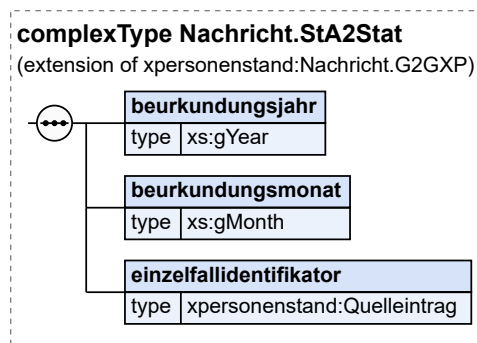 complexType Nachricht.StA2Stat
(extension of xpersonenstand:Nachricht.G2GXP)
beurkundungsjahr
type xs:gYear
beurkundungsmonat
type xs:gMonth
einzelfallidentifikator
type xpersonenstand:Quelleintrag